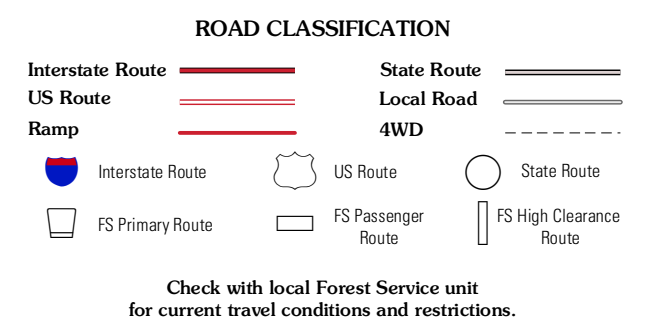 ROAD CLASSIFICATION
Interstate Route
State Route
US Route
Local Road
Ramp
4WD
Interstate Route
US Route
State Route
FS Primary Route
FS Passenger
Route
FS High Clearance
Route
Check with local Forest Service unit
for current travel conditions and restrictions.